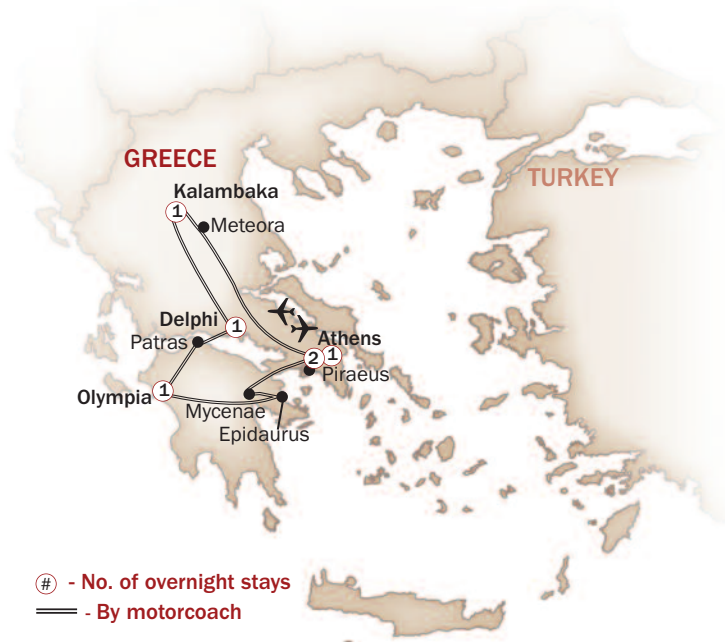 GREECE
TURKEY
Kalambaka
1
Meteora
Delphi
1
Patras
Athens
2
1
Piraeus
Olympia
1
Mycenae
Epidaurus
# - No. of overnight stays
- By motorcoach